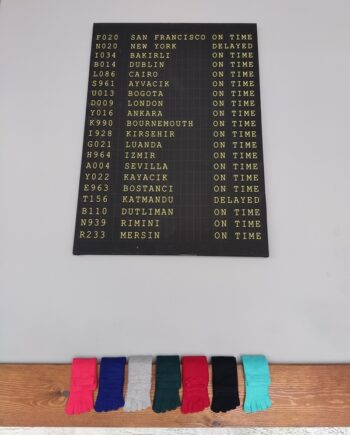 F020 SAN FRANCISCO ON TIME
N020 NEW YORK DELAYED
I034 BAKIRLI ON TIME
B014 DUBLIN ON TIME
L086 CAIRO ON TIME
S961 AYVACIK ON TIME
U013 BOGOTA ON TIME
D009 LONDON ON TIME
Y016 ANKARA ON TIME
K990 BOURNEMOUTH ON TIME
I928 KIRSEHIR ON TIME
G021 LUANDA ON TIME
H964 IZMIR ON TIME
A004 SEVILLA ON TIME
Y022 KAYACIK ON TIME
E963 BOSTANCI ON TIME
T156 KATMANDU DELAYED
B110 DUTLIMAN ON TIME
N939 RIMINI ON TIME
R233 MERSIN ON TIME